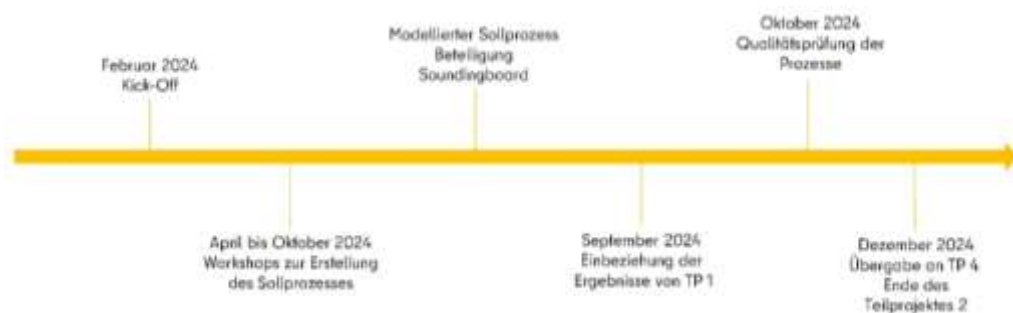 Februar 2024
Kick-Off
April bis Oktober 2024
Workshops zur Erstellung
des Sollprozesses
Modellierter Sollprozess
Beteiligung
Soundingboard
September 2024
Einbeziehung der
Ergebnisse von TP 1
Oktober 2024
Qualitätsprüfung der
Prozesse
Dezember 2024
Übergabe an TP 4
Ende des
Teilprojektes 2